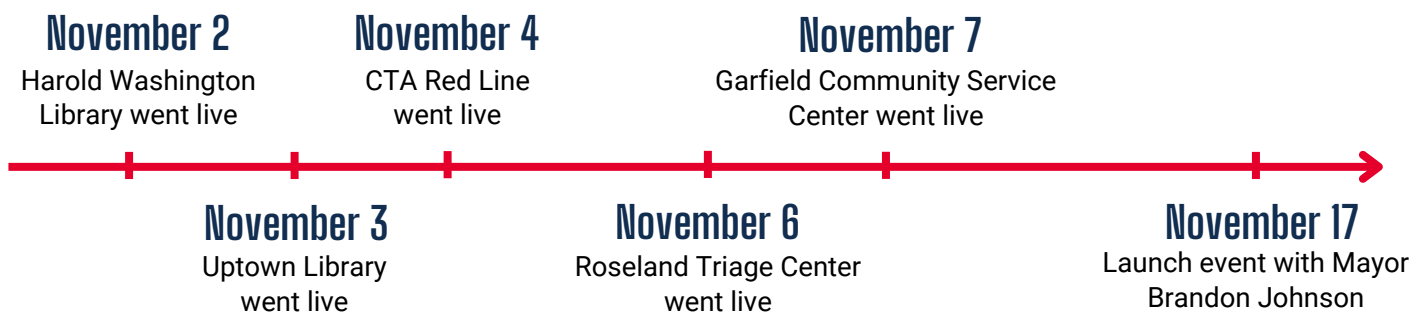 November 2
Harold Washington
Library went live
November 4
CTA Red Line
went live
November 7
Garfield Community Service
Center went live
November 3
Uptown Library
went live
November 6
Roseland Triage Center
went live
November 17
Launch event with Mayor
Brandon Johnson